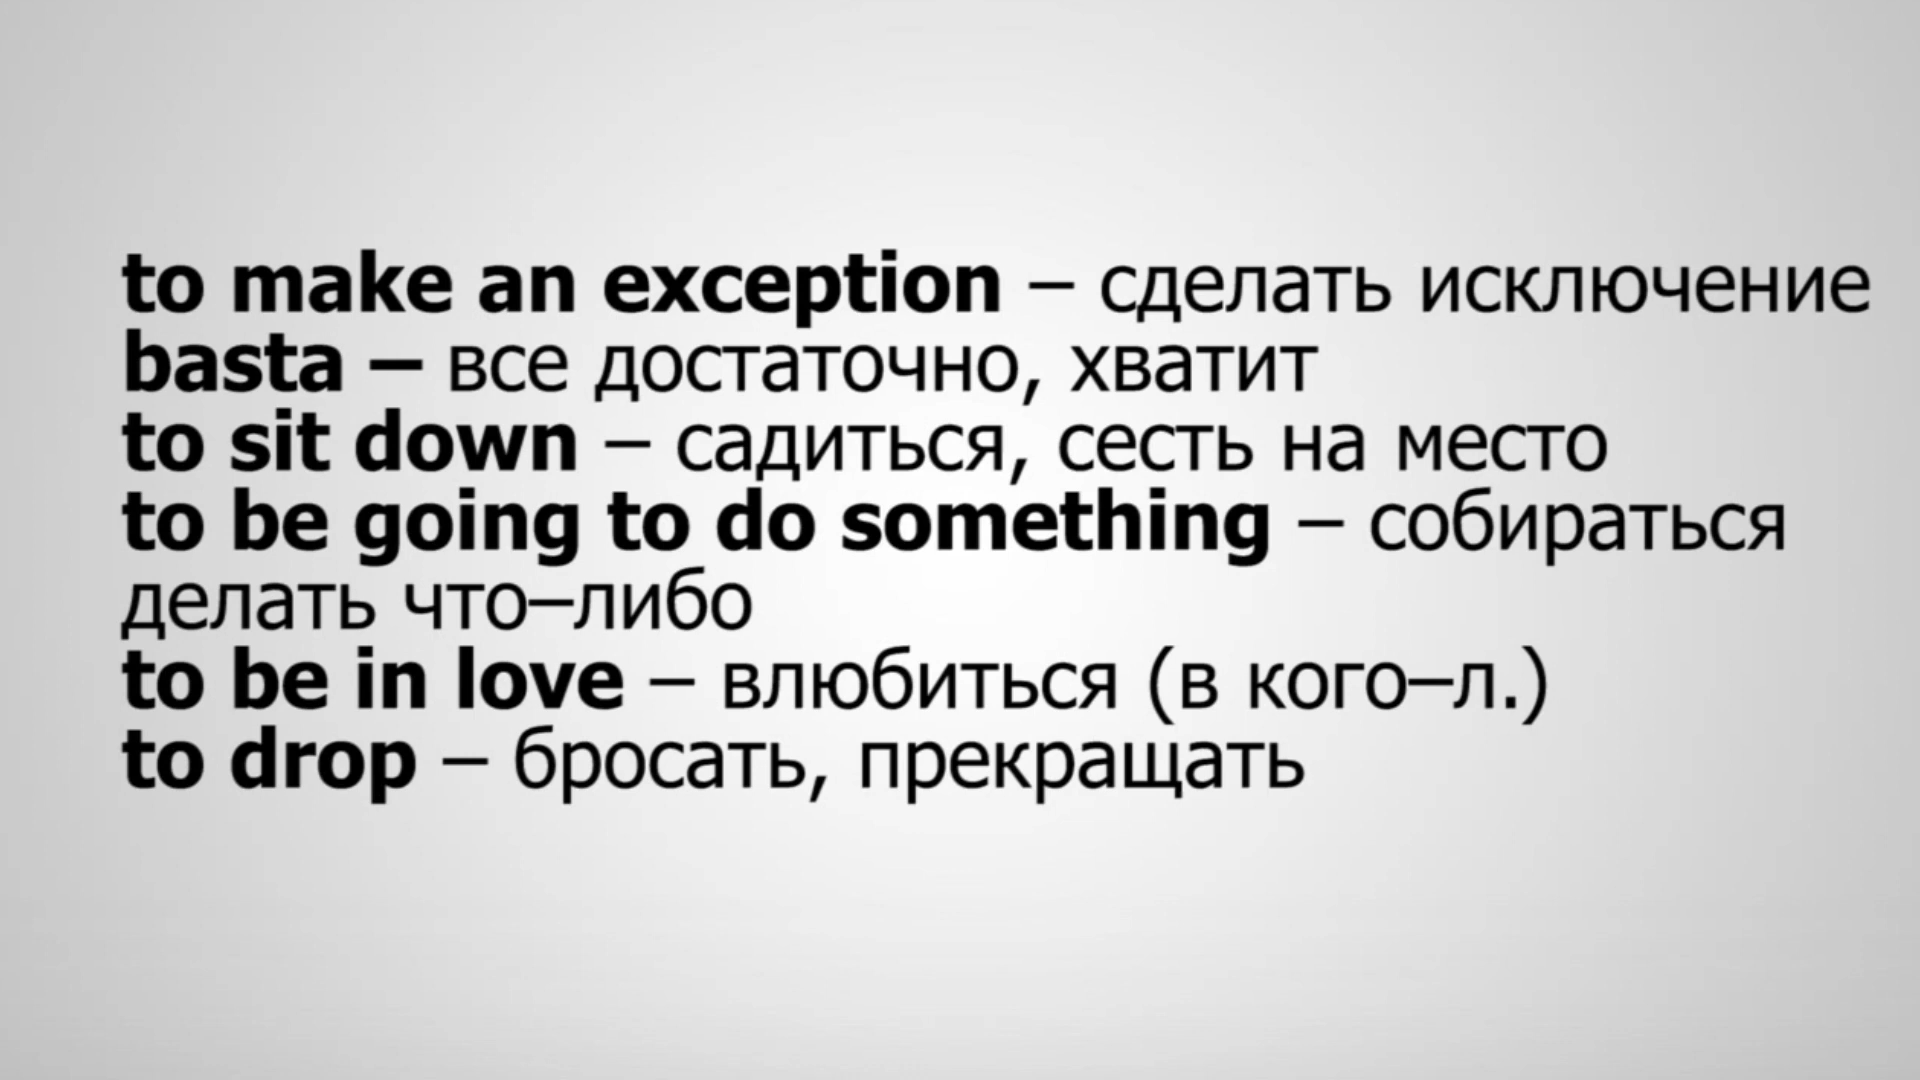 to make an exception – сделать исключение
basta – все достаточно, хватит
to sit down – садиться, сесть на место
to be going to do something – собираться
делать что–либо
to be in love – влюбиться (в кого–л.)
to drop – бросать, прекращать